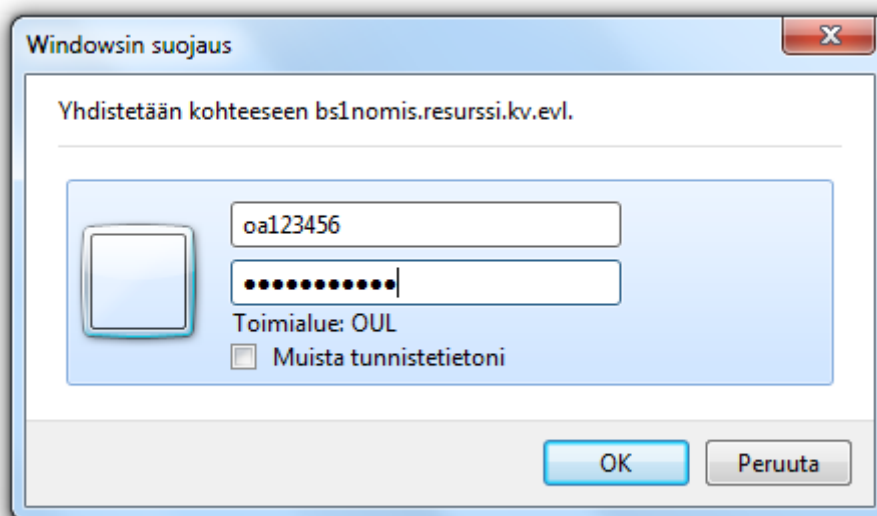 Windowsin suojaus
Yhdistetään kohteeseen bs1nomis.resurssi.kv.evl.
oa123456
●●●●●●●●●●●
Toimialue: OUL
Muista tunnistetietoni
OK
Peruuta